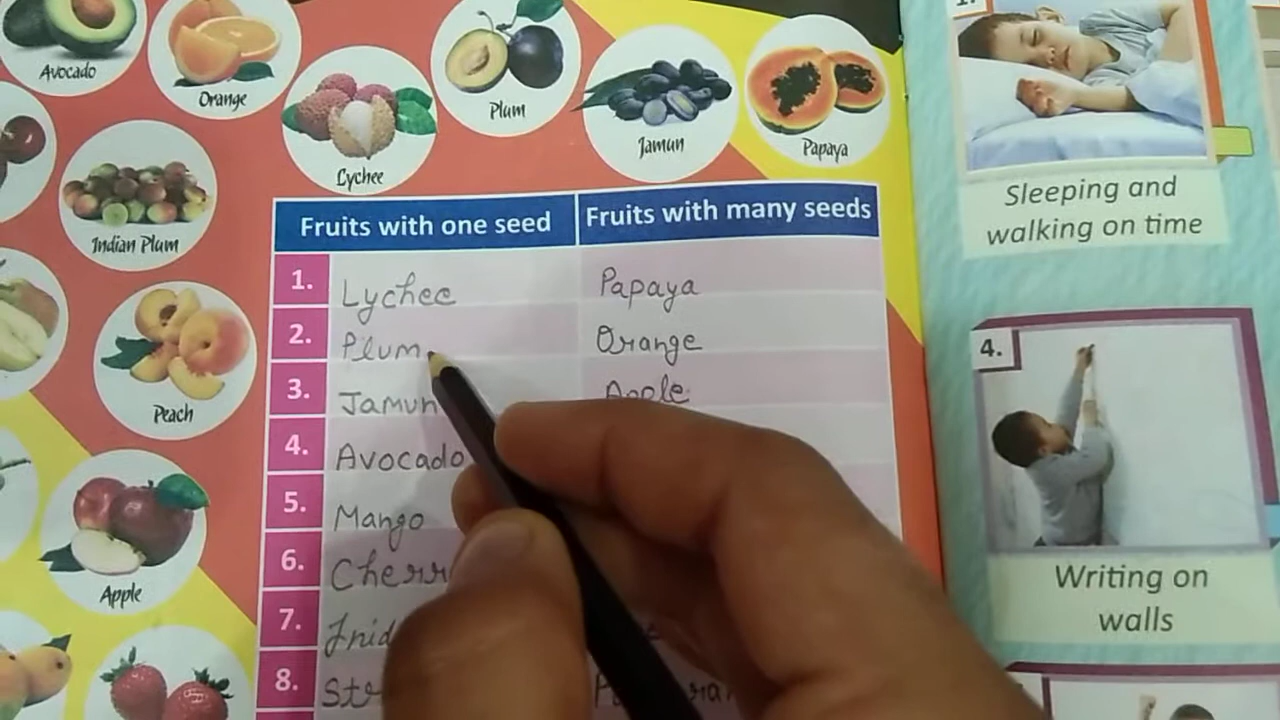 Avocado
Orange
Lychee
Plum
Jamun
Papaya
Indian Plum
Peach
Apple
Fruits with one seed
Fruits with many seeds
1. Lychee Papaya
2. Plum Orange
3. Jamun Apple
4. Avocado
5. Mango
6.
7.
8.
Sleeping and
walking on time
4.
Writing on
walls